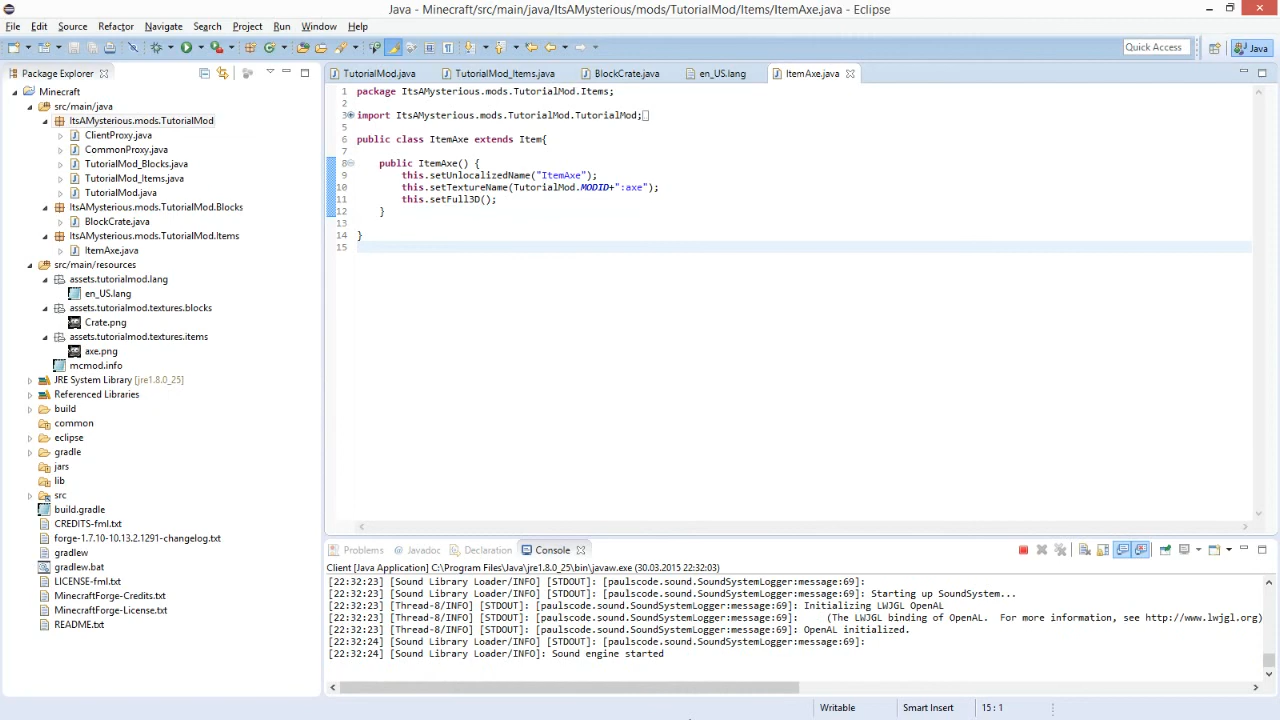 Java - Minecraft/src/main/java/ItsAMysterious/mods/TutorialMod/Items/ItemAxe.java - Eclipse
File Edit Source Refactor Navigate Search Project Run Window Help
Quick Access
Java
Package Explorer
TutorialMod.java
TutorialMod_Items.java
BlockCrate.java
en_US.lang
ItemAxe.java
Minecraft
src/main/java
ItsAMysterious.mods.TutorialMod
ClientProxy.java
CommonProxy.java
TutorialMod_Blocks.java
TutorialMod_Items.java
TutorialMod.java
ItsAMysterious.mods.TutorialMod.Blocks
BlockCrate.java
ItsAMysterious.mods.TutorialMod.Items
ItemAxe.java
src/main/resources
assets.tutorialmod.lang
en_US.lang
assets.tutorialmod.textures.blocks
Crate.png
assets.tutorialmod.textures.items
axe.png
mcmod.info
JRE System Library [jre1.8.0_25]
Referenced Libraries
build
common
eclipse
gradle
jars
lib
src
build.gradle
CREDITS-fml.txt
forge-1.7.10-10.13.2.1291-changelog.txt
gradlew
gradlew.bat
LICENSE-fml.txt
MinecraftForge-Credits.txt
MinecraftForge-License.txt
README.txt
1 package ItsAMysterious.mods.TutorialMod.Items;
2
3 import ItsAMysterious.mods.TutorialMod.TutorialMod;
5
6 public class ItemAxe extends Item{
7
8 public ItemAxe() {
9 this.setUnlocalizedName("ItemAxe");
10 this.setTextureName(TutorialMod.MODID+":axe");
11 this.setFull3D();
12 }
13
14 }
15
Problems
Javadoc
Declaration
Console
Client [Java Application] C:\Program Files\Java\jre1.8.0_25\bin\javaw.exe (30.03.2015 22:32:03)
[22:32:23] [Sound Library Loader/INFO] [STDOUT]: [paulscode.sound.SoundSystemLogger:message:69]:
[22:32:23] [Sound Library Loader/INFO] [STDOUT]: [paulscode.sound.SoundSystemLogger:message:69]: Starting up SoundSystem...
[22:32:23] [Thread-8/INFO] [STDOUT]: [paulscode.sound.SoundSystemLogger:message:69]: Initializing LWJGL OpenAL
[22:32:23] [Thread-8/INFO] [STDOUT]: [paulscode.sound.SoundSystemLogger:message:69]: (The LWJGL binding of OpenAL. For more information, see http://www.lwjgl.org)
[22:32:23] [Thread-8/INFO] [STDOUT]: [paulscode.sound.SoundSystemLogger:message:69]: OpenAL initialized.
[22:32:24] [Sound Library Loader/INFO] [STDOUT]: [paulscode.sound.SoundSystemLogger:message:69]:
[22:32:24] [Sound Library Loader/INFO]: Sound engine started
Writable
Smart Insert
15 : 1